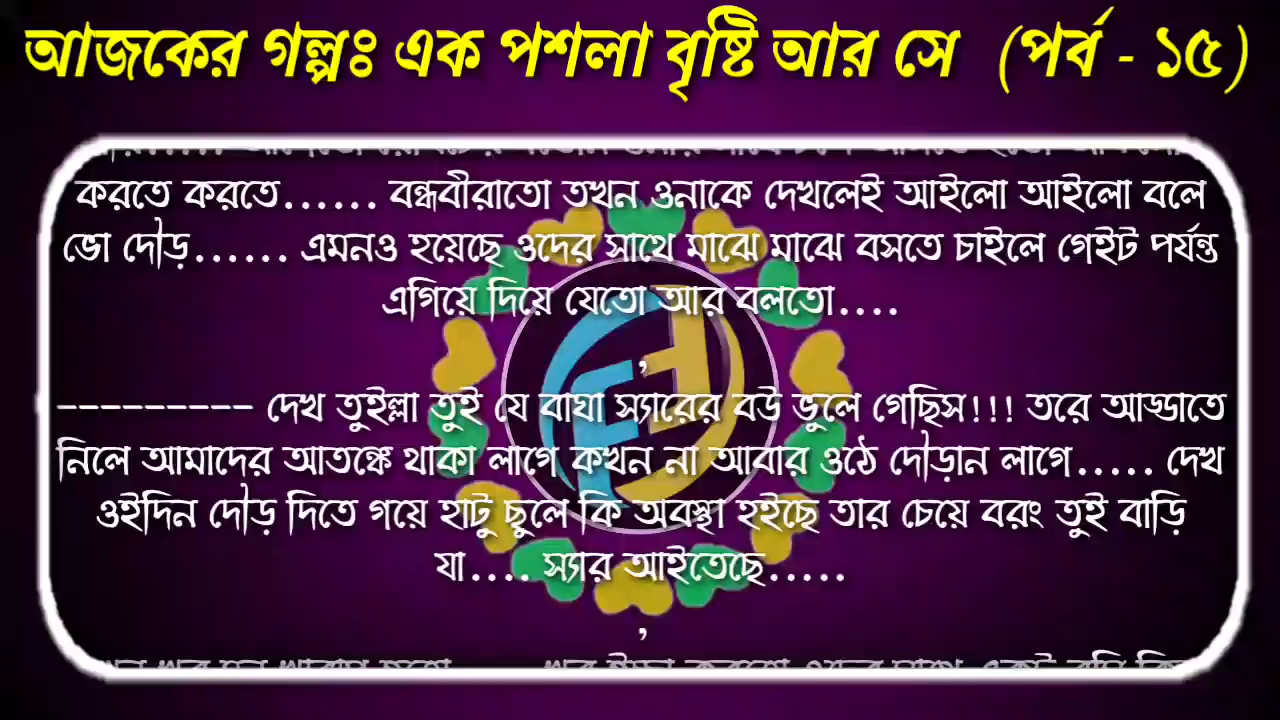 আজকের গল্পঃ এক পশলা বৃষ্টি আর সে (পর্ব - ১৫)
করতে করতে...... বন্ধবীরাতো তখন ওনাকে দেখলেই আইলো আইলো বলে
ভো দৌড়...... এমনও হয়েছে ওদের সাথে মাঝে মাঝে বসতে চাইলে গেইট পর্যন্ত
এগিয়ে দিয়ে যেতো আর বলতো....
,
--------- দেখ তুইল্লা তুই যে বাঘা স্যারের বউ ভুলে গেছিস!!! তরে আড্ডাতে
নিলে আমাদের আতঙ্কে থাকা লাগে কখন না আবার ওঠে দৌড়ান লাগে..... দেখ
ওইদিন দৌড় দিতে গয়ে হাটু ছুলে কি অবস্থা হইছে তার চেয়ে বরং তুই বাড়ি
যা.... স্যার আইতেছে.....
,